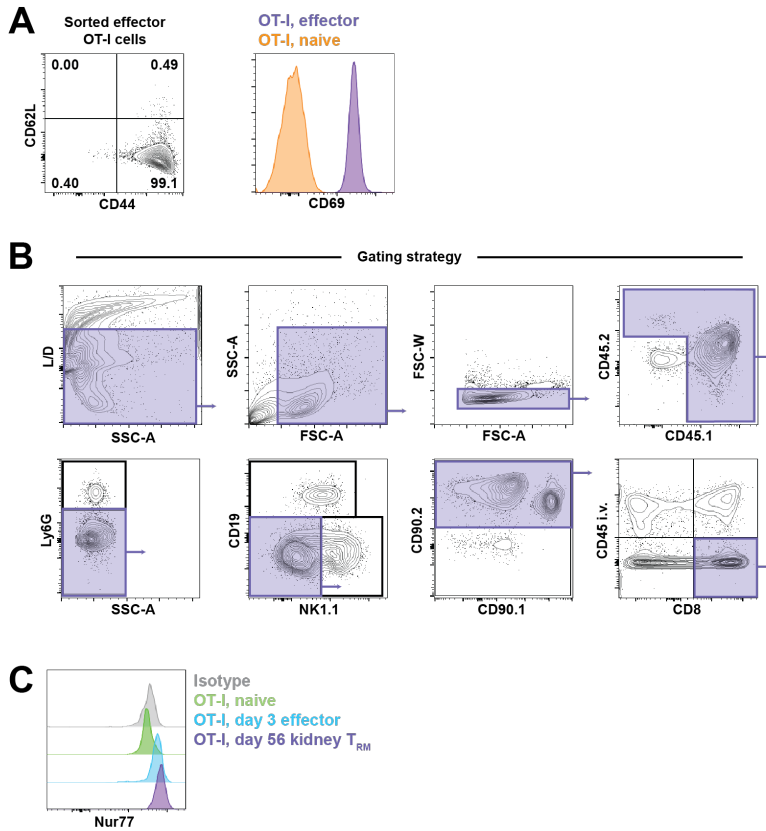 A
Sorted effector
OT-I cells
0.00
0.49
0.40
99.1
CD62L
CD44
OT-I, effector
OT-I, naive
CD69
B
Gating strategy
L/D
SSC-A
SSC-A
FSC-A
FSC-W
FSC-A
CD45.2
CD45.1
Ly6G
SSC-A
CD19
NK1.1
CD90.2
CD90.1
CD45 i.v.
CD8
C
Isotype
OT-I, naive
OT-I, day 3 effector
OT-I, day 56 kidney TRM
Nur77